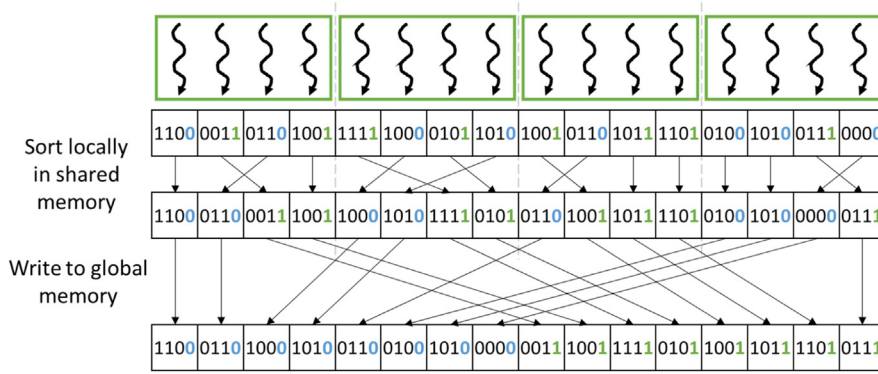 1100 0011 0110 1001 1111 1000 0101 1010 1001 0110 1011 1101 0100 1010 0111 0000
Sort locally
in shared
memory
1100 0110 0011 1001 1000 1010 1111 0101 0110 1001 1011 1101 0100 1010 0000 0111
Write to global
memory
1100 0110 1000 1010 0110 0100 1010 0000 0011 1001 1111 0101 1001 1011 1101 0111